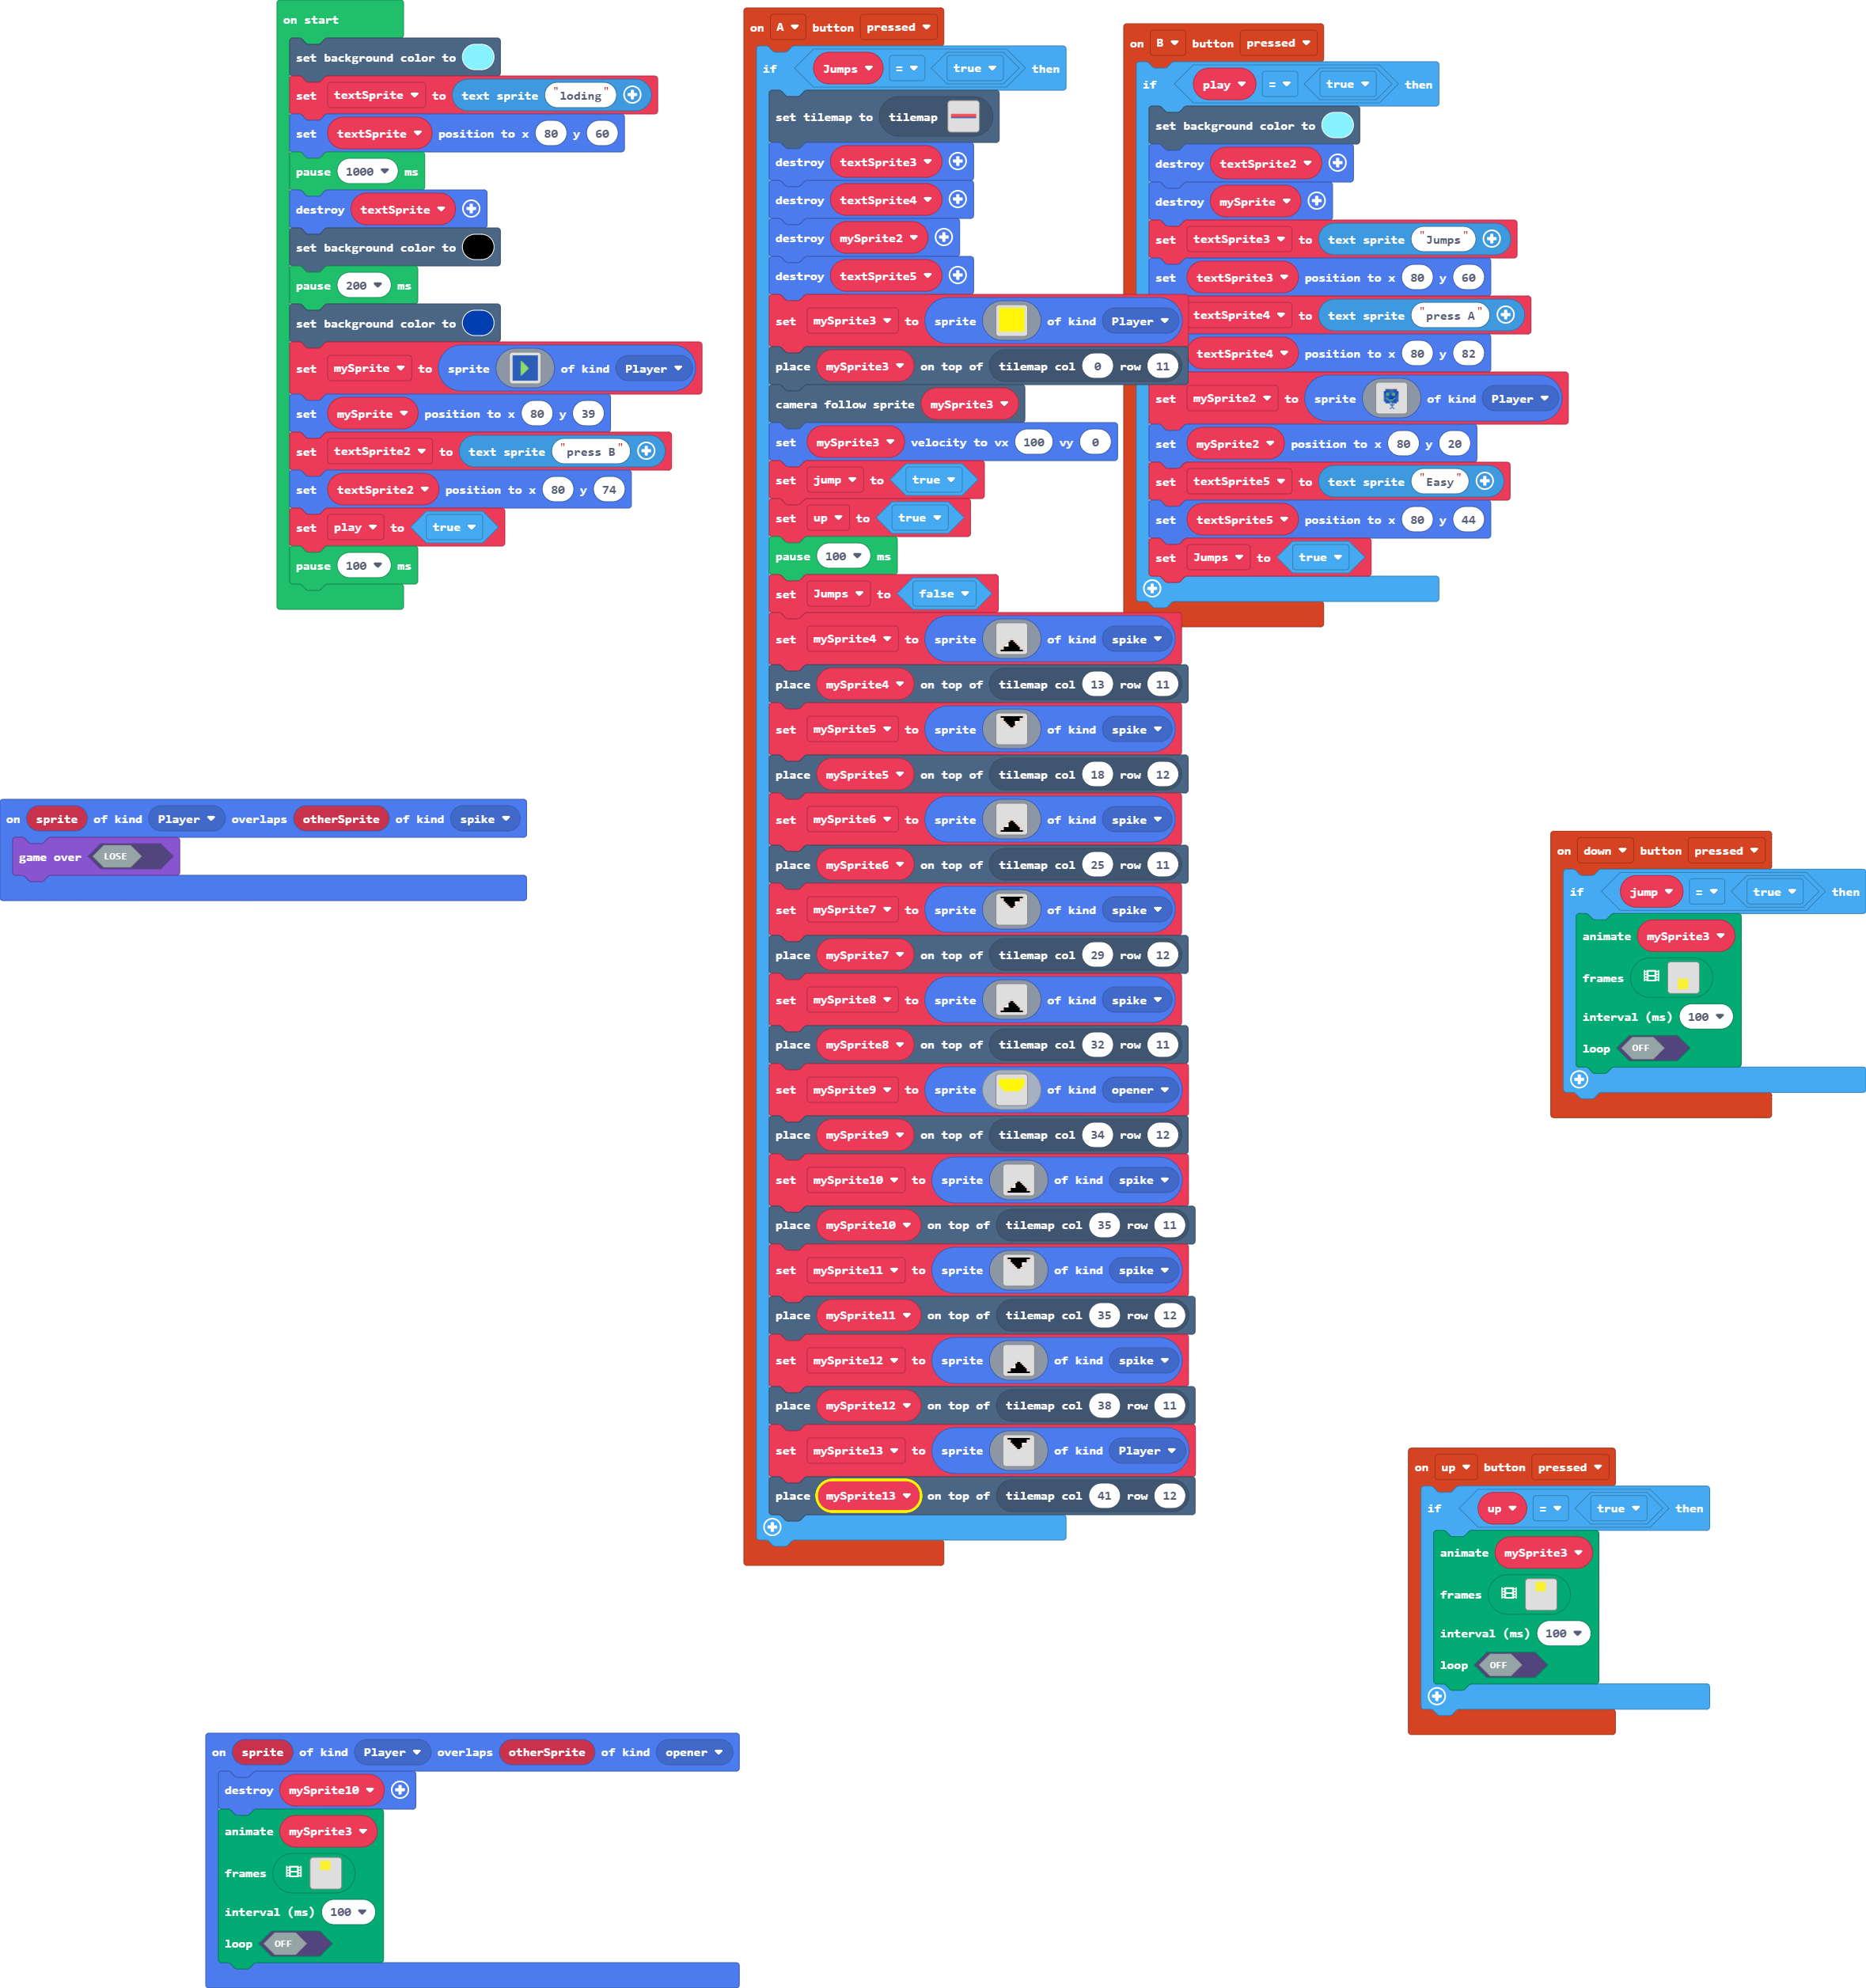 on start
set background color to
set textSprite to text sprite "loding"
set textSprite position to x 80 y 60
pause 1000 ms
destroy textSprite
set background color to
pause 200 ms
set background color to
set mySprite to sprite of kind Player
set mySprite position to x 80 y 39
set textSprite2 to text sprite "press B"
set textSprite2 position to x 80 y 74
set play to true
pause 100 ms
on A button pressed
if Jumps = true then
set tilemap to tilemap
destroy textSprite3
destroy textSprite4
destroy mySprite2
destroy textSprite5
set mySprite3 to sprite of kind Player
place mySprite3 on top of tilemap col 0 row 11
camera follow sprite mySprite3
set mySprite3 velocity to vx 100 vy 0
set jump to true
set up to true
pause 100 ms
set Jumps to false
set mySprite4 to sprite of kind spike
place mySprite4 on top of tilemap col 13 row 11
set mySprite5 to sprite of kind spike
place mySprite5 on top of tilemap col 18 row 12
set mySprite6 to sprite of kind spike
place mySprite6 on top of tilemap col 25 row 11
set mySprite7 to sprite of kind spike
place mySprite7 on top of tilemap col 29 row 12
set mySprite8 to sprite of kind spike
place mySprite8 on top of tilemap col 32 row 11
set mySprite9 to sprite of kind opener
place mySprite9 on top of tilemap col 34 row 12
set mySprite10 to sprite of kind spike
place mySprite10 on top of tilemap col 35 row 11
set mySprite11 to sprite of kind spike
place mySprite11 on top of tilemap col 35 row 12
set mySprite12 to sprite of kind spike
place mySprite12 on top of tilemap col 38 row 11
set mySprite13 to sprite of kind Player
place mySprite13 on top of tilemap col 41 row 12
on B button pressed
if play = true then
set background color to
destroy textSprite2
destroy mySprite
set textSprite3 to text sprite "Jumps"
set textSprite3 position to x 80 y 60
textSprite4 to text sprite "press A"
textSprite4 position to x 80 y 82
set mySprite2 to sprite of kind Player
set mySprite2 position to x 80 y 20
set textSprite5 to text sprite "Easy"
set textSprite5 position to x 80 y 44
set Jumps to true
on sprite of kind Player overlaps otherSprite of kind spike
game over LOSE
on down button pressed
if jump = true then
animate mySprite3
frames
interval (ms) 100
loop OFF
on up button pressed
if up = true then
animate mySprite3
frames
interval (ms) 100
loop OFF
on sprite of kind Player overlaps otherSprite of kind opener
destroy mySprite10
animate mySprite3
frames
interval (ms) 100
loop OFF